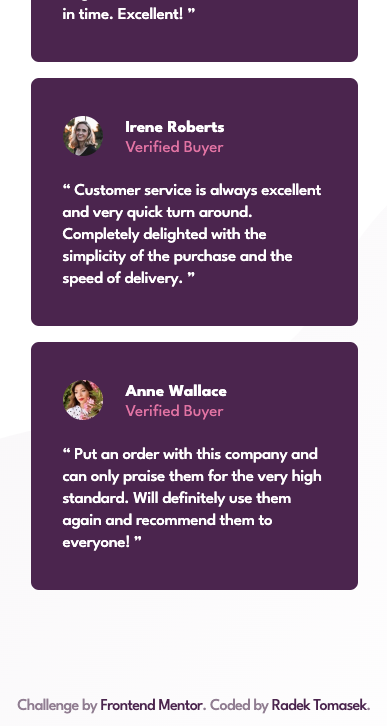 in time. Excellent! ”
Irene Roberts
Verified Buyer
“ Customer service is always excellent
and very quick turn around.
Completely delighted with the
simplicity of the purchase and the
speed of delivery. ”
Anne Wallace
Verified Buyer
“ Put an order with this company and
can only praise them for the very high
standard. Will definitely use them
again and recommend them to
everyone! ”
Challenge by Frontend Mentor. Coded by Radek Tomasek.